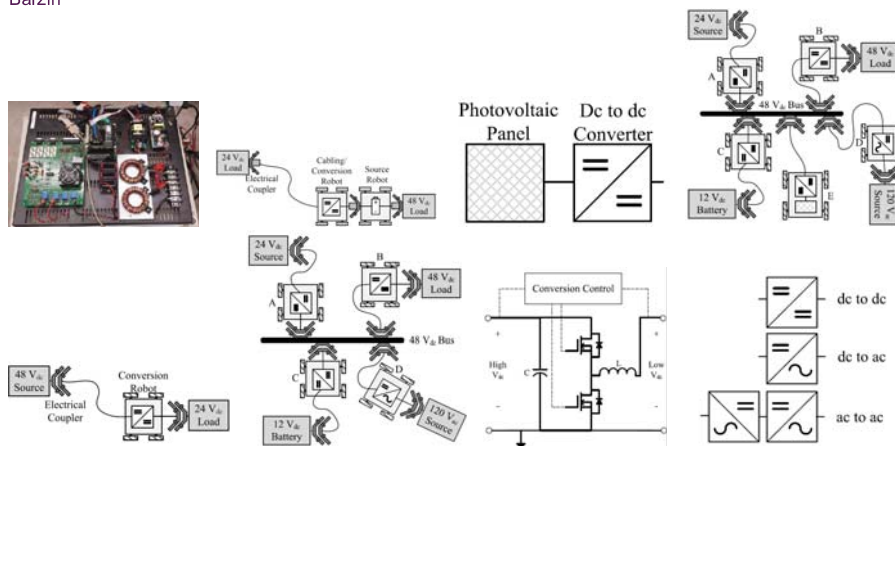 Barzin
24 Vdc
Source
B
48 Vdc
Load
A
48 Vdc Bus
D
C
12 Vdc
Battery
E
120 Vac
Source
Photovoltaic
Panel
Dc to dc
Converter
24 Vdc
Load
Electrical
Coupler
Cabling/
Conversion
Robot
Source
Robot
48 Vdc
Load
24 Vdc
Source
B
48 Vdc
Load
A
48 Vdc Bus
C
D
12 Vdc
Battery
120 Vac
Source
Conversion Control
+
+
High
Vdc
C
L
Low
Vdc
-
-
dc to dc
dc to ac
ac to ac
48 Vdc
Source
Electrical
Coupler
Conversion
Robot
24 Vdc
Load